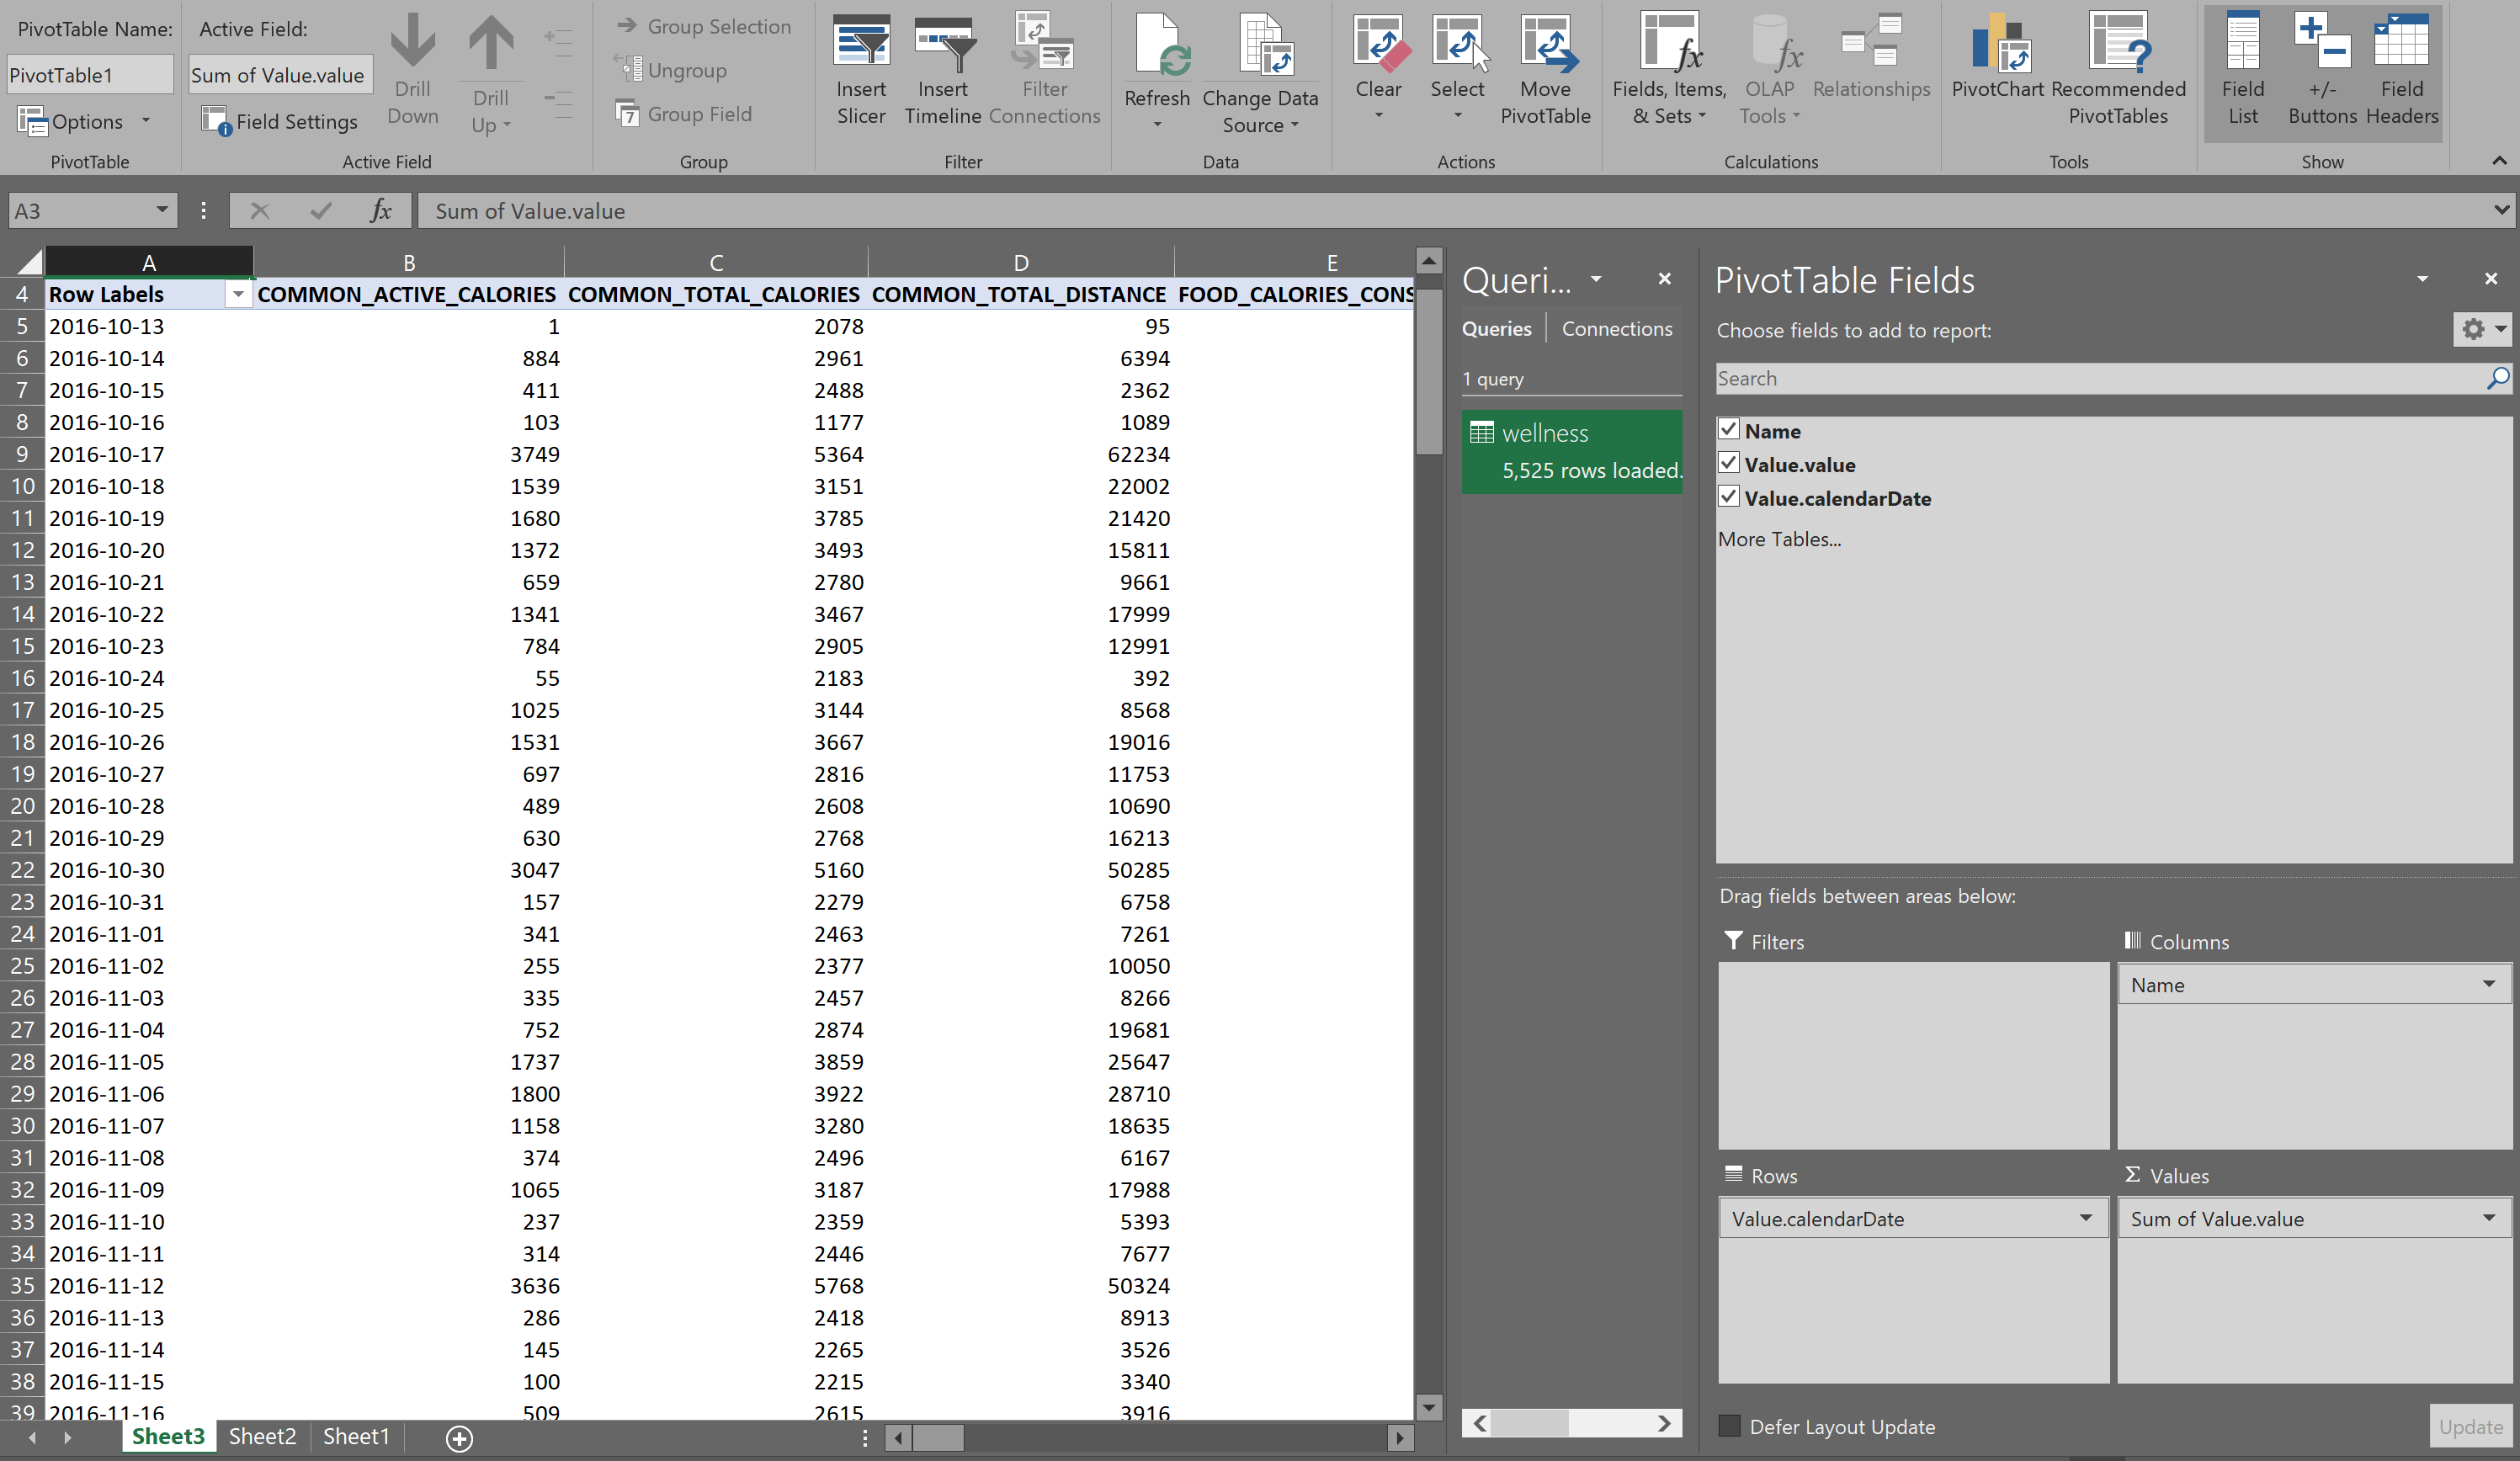 PivotTable Name:
PivotTable1
Options
PivotTable
Active Field:
Sum of Value.value
Field Settings
Drill Down
Drill Up
Active Field
Group Selection
Ungroup
7 Group Field
Group
Insert Slicer
Insert Timeline
Filter Connections
Filter
Refresh
Change Data Source
Data
Clear
Select
Move PivotTable
Actions
fx Fields, Items, & Sets
fx OLAP Tools
Relationships
Calculations
PivotChart
? Recommended PivotTables
Tools
Field List
+/- Buttons
Field Headers
Show
A3 fx Sum of Value.value
A B C D E
4 Row Labels COMMON_ACTIVE_CALORIES COMMON_TOTAL_CALORIES COMMON_TOTAL_DISTANCE FOOD_CALORIES_CONS
5 2016-10-13 1 2078 95
6 2016-10-14 884 2961 6394
7 2016-10-15 411 2488 2362
8 2016-10-16 103 1177 1089
9 2016-10-17 3749 5364 62234
10 2016-10-18 1539 3151 22002
11 2016-10-19 1680 3785 21420
12 2016-10-20 1372 3493 15811
13 2016-10-21 659 2780 9661
14 2016-10-22 1341 3467 17999
15 2016-10-23 784 2905 12991
16 2016-10-24 55 2183 392
17 2016-10-25 1025 3144 8568
18 2016-10-26 1531 3667 19016
19 2016-10-27 697 2816 11753
20 2016-10-28 489 2608 10690
21 2016-10-29 630 2768 16213
22 2016-10-30 3047 5160 50285
23 2016-10-31 157 2279 6758
24 2016-11-01 341 2463 7261
25 2016-11-02 255 2377 10050
26 2016-11-03 335 2457 8266
27 2016-11-04 752 2874 19681
28 2016-11-05 1737 3859 25647
29 2016-11-06 1800 3922 28710
30 2016-11-07 1158 3280 18635
31 2016-11-08 374 2496 6167
32 2016-11-09 1065 3187 17988
33 2016-11-10 237 2359 5393
34 2016-11-11 314 2446 7677
35 2016-11-12 3636 5768 50324
36 2016-11-13 286 2418 8913
37 2016-11-14 145 2265 3526
38 2016-11-15 100 2215 3340
39 2016-11-16 509 2615 3916
Sheet3 Sheet2 Sheet1
Queri...
Queries Connections
1 query
wellness
5,525 rows loaded.
PivotTable Fields
Choose fields to add to report:
Search
Name
Value.value
Value.calendarDate
More Tables...
Drag fields between areas below:
Filters
Columns
Name
Rows
Value.calendarDate
Σ Values
Sum of Value.value
Defer Layout Update
Update